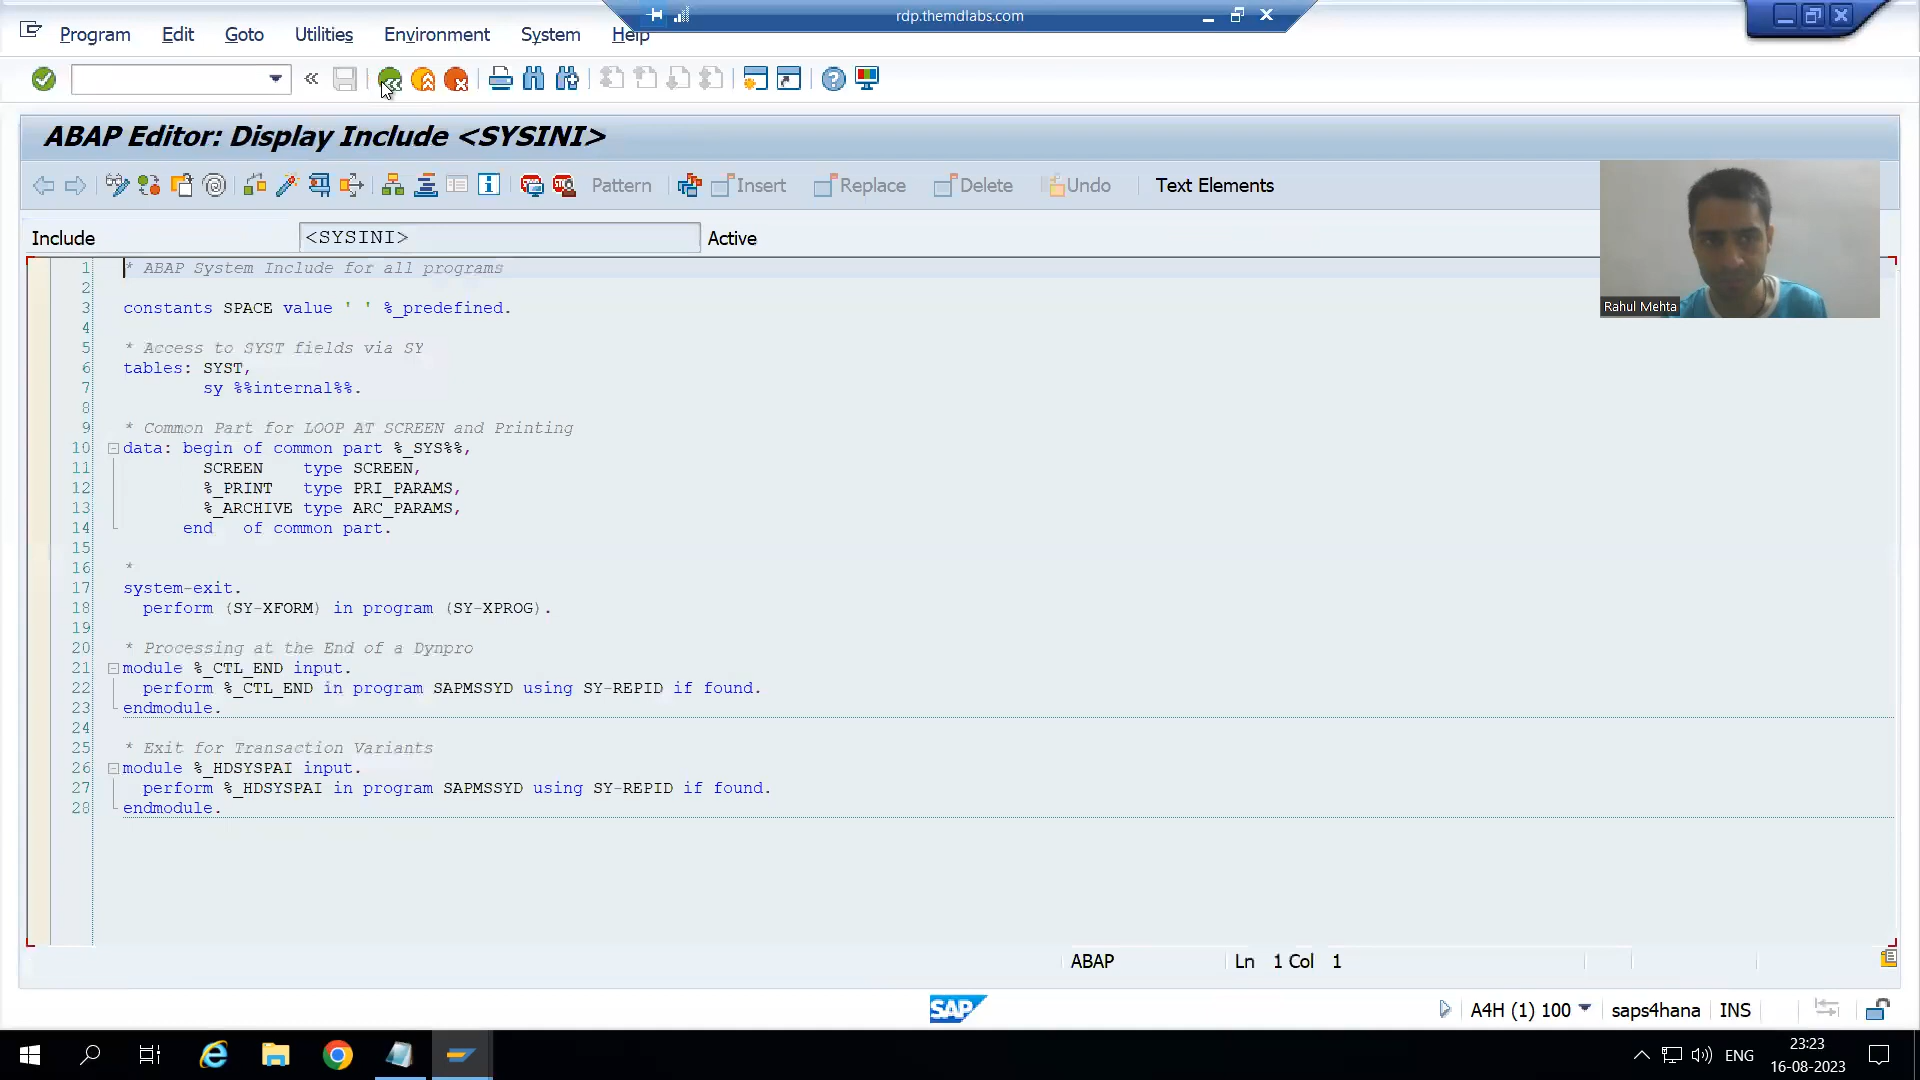 rdp.themdlabs.com
Program Edit Goto Utilities Environment System Help
ABAP Editor: Display Include <SYSINI>
Pattern Insert Replace Delete Undo Text Elements
Include <SYSINI> Active
1 * ABAP System Include for all programs
2
3 constants SPACE value ' ' %_predefined.
4
5 * Access to SYST fields via SY
6 tables: SYST,
7 sy %%internal%%.
8
9 * Common Part for LOOP AT SCREEN and Printing
10 data: begin of common part %_SYS%%,
11 SCREEN type SCREEN,
12 %_PRINT type PRI_PARAMS,
13 %_ARCHIVE type ARC_PARAMS,
14 end of common part.
15
16 *
17 system-exit.
18 perform (SY-XFORM) in program (SY-XPROG).
19
20 * Processing at the End of a Dynpro
21 module %_CTL_END input.
22 perform %_CTL_END in program SAPMSSYD using SY-REPID if found.
23 endmodule.
24
25 * Exit for Transaction Variants
26 module %_HDSYSPAI input.
27 perform %_HDSYSPAI in program SAPMSSYD using SY-REPID if found.
28 endmodule.
Rahul Mehta
ABAP Ln 1 Col 1
SAP
A4H (1) 100 saps4hana INS
ENG
23:23
16-08-2023